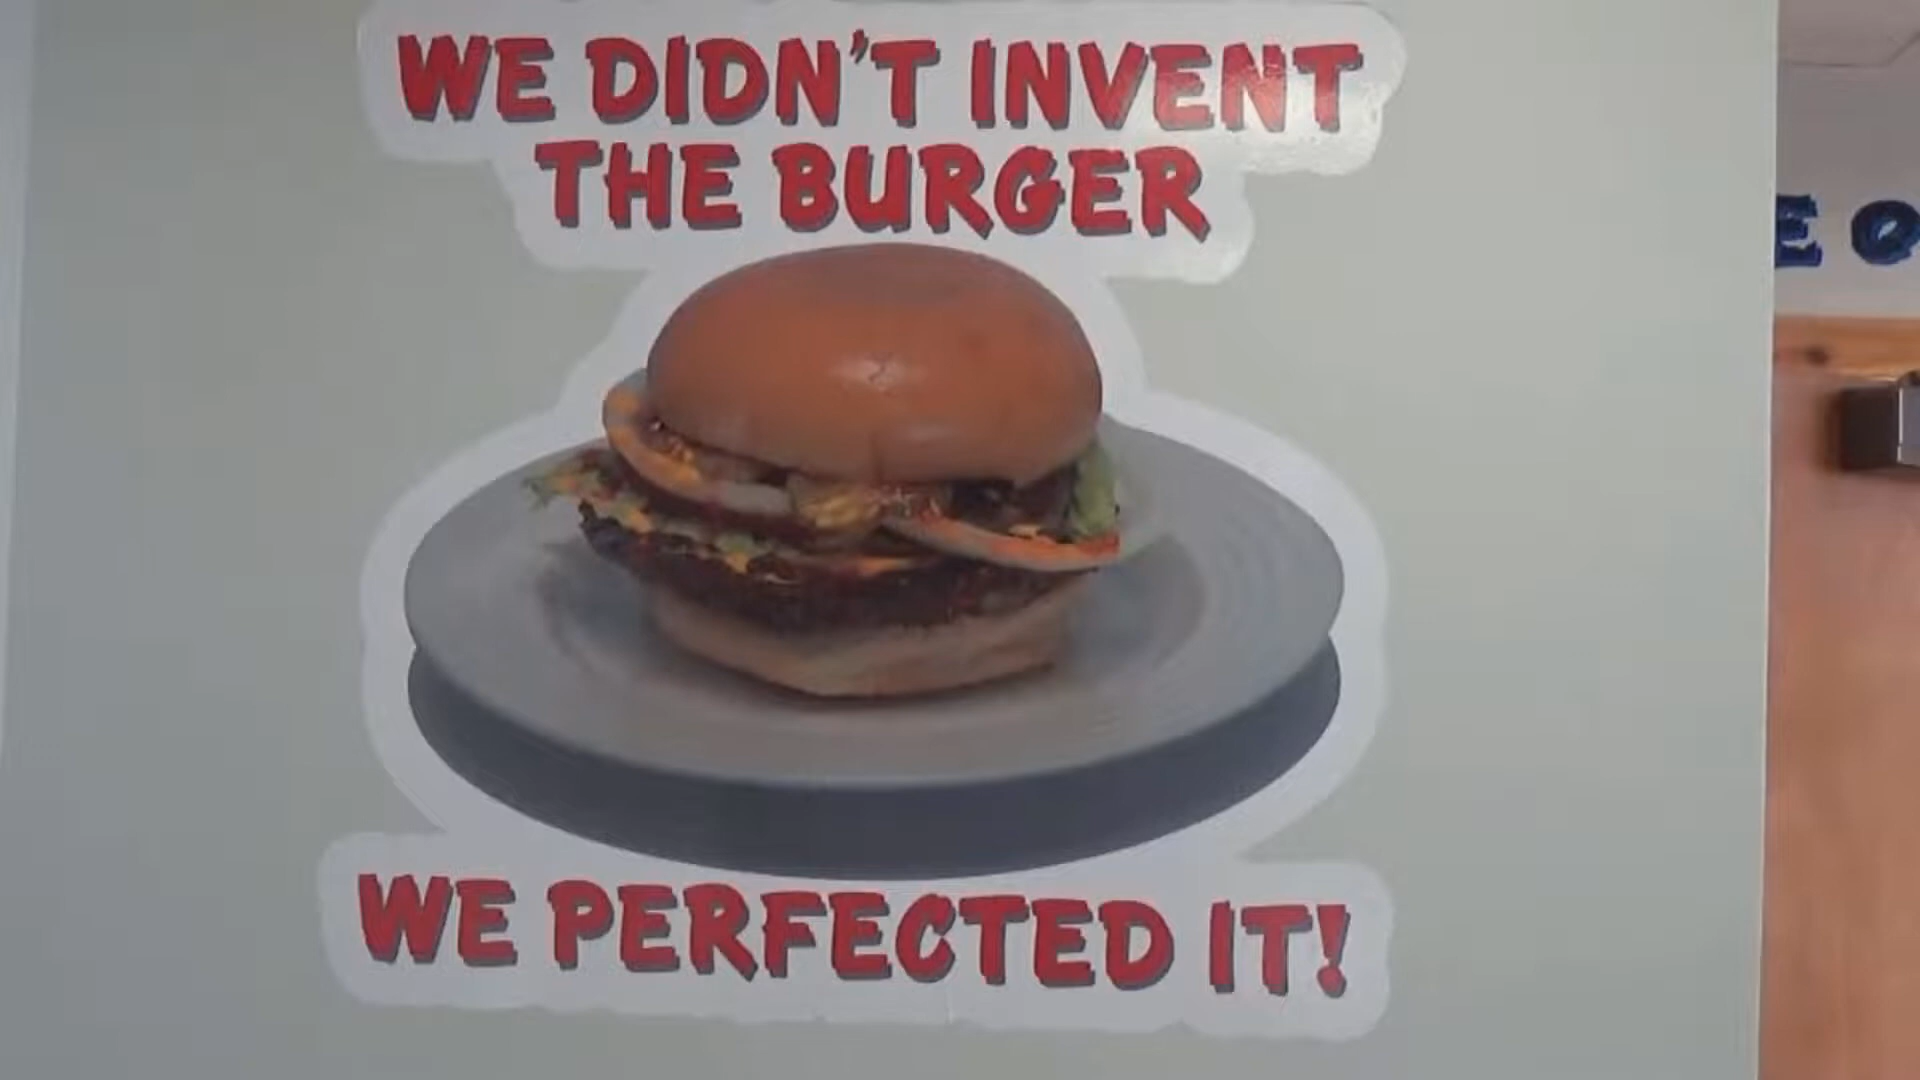 WE DIDN'T INVENT
THE BURGER
WE PERFECTED IT!
E O